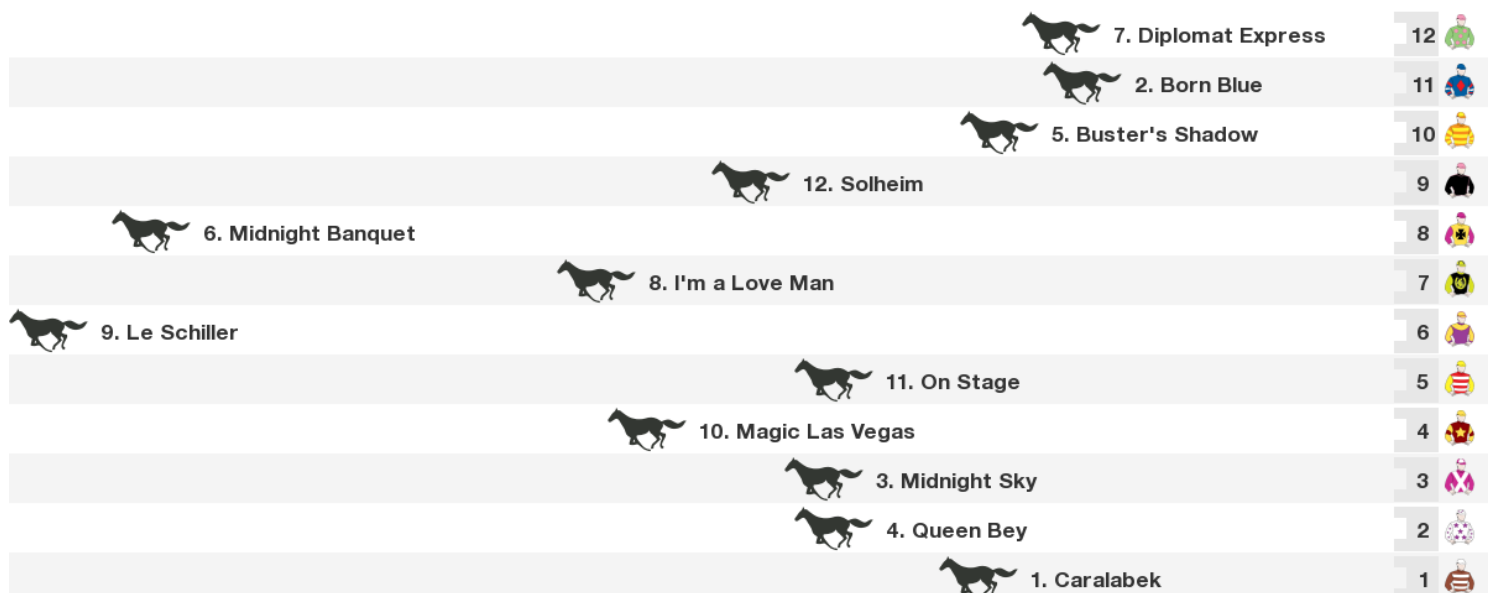 7. Diplomat Express 12
2. Born Blue 11
5. Buster's Shadow 10
12. Solheim 9
6. Midnight Banquet 8
8. I'm a Love Man 7
9. Le Schiller 6
11. On Stage 5
10. Magic Las Vegas 4
3. Midnight Sky 3
4. Queen Bey 2
1. Caralabek 1